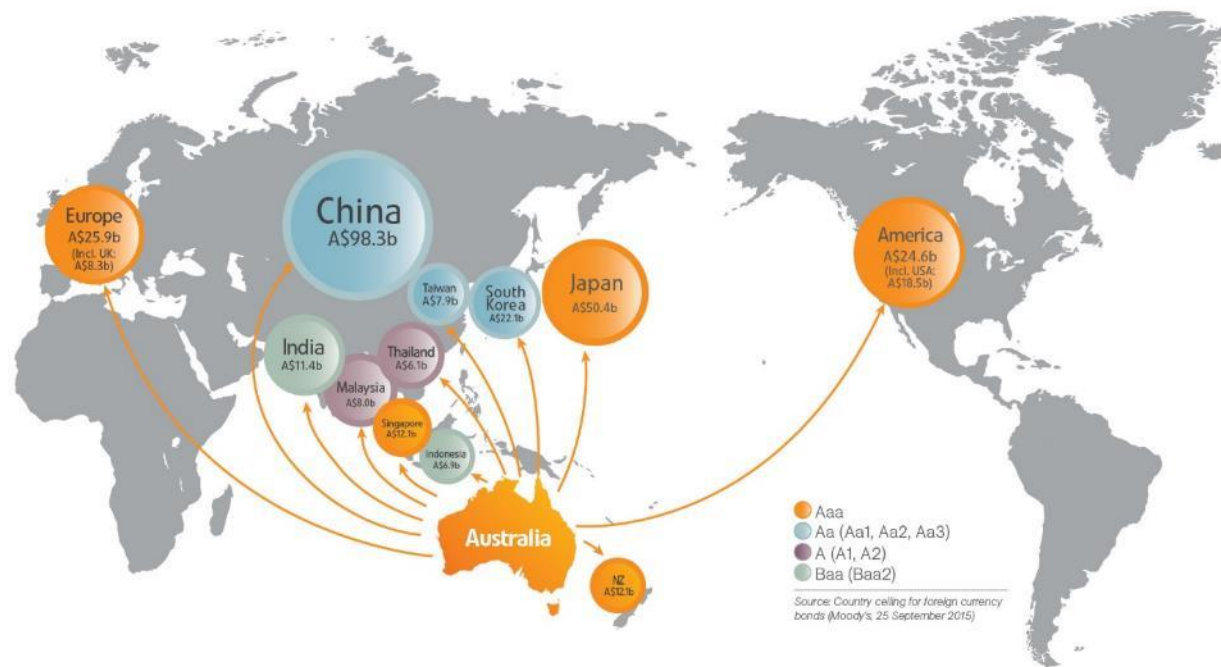 Europe
A$25.9b
(Incl. UK:
A$8.3b)
China
A$98.3b
Taiwan
A$7.9b
South
Korea
A$22.1b
Japan
A$50.4b
America
A$24.6b
(Incl. USA:
A$18.5b)
India
A$11.4b
Thailand
A$6.1b
Malaysia
A$8.0b
Singapore
A$12.1b
Indonesia
A$6.9b
Australia
NZ
A$12.1b
Aaa
Aa (Aa1, Aa2, Aa3)
A (A1, A2)
Baa (Baa2)
Source: Country ceiling for foreign currency
bonds (Moody's, 25 September 2015)